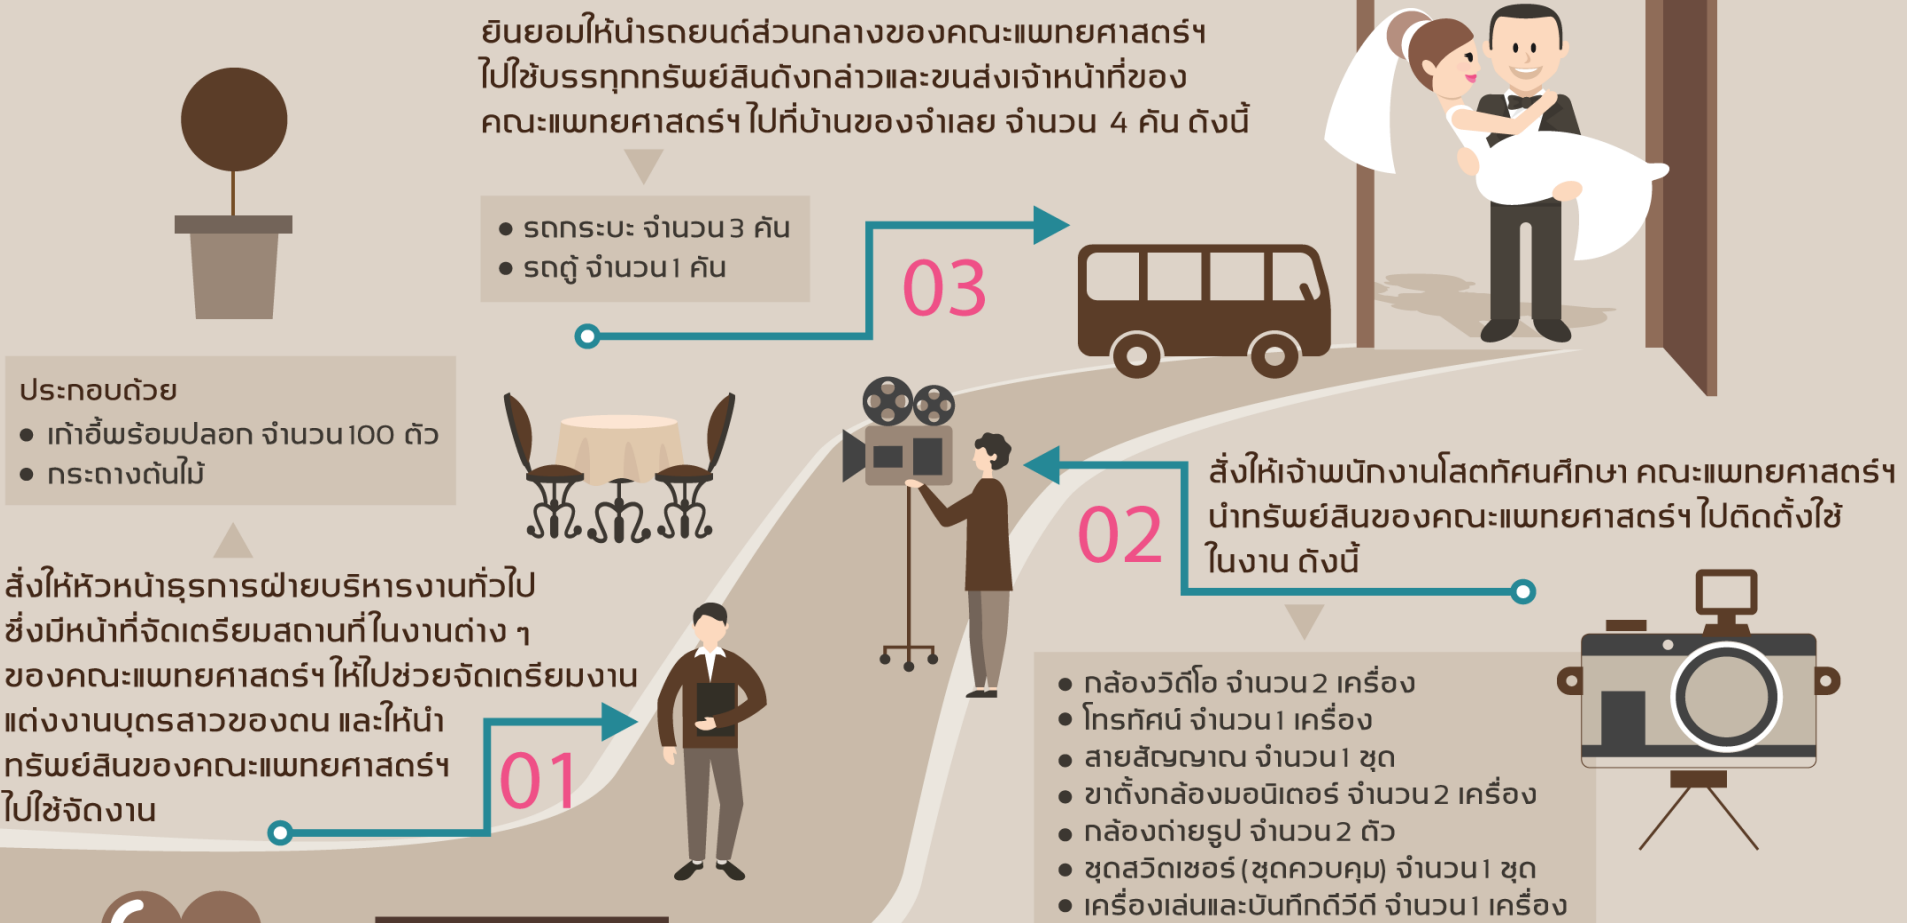 ยินยอมให้นำรถยนต์ส่วนกลางของคณะแพทยศาสตร์ฯ
ไปใช้บรรทุกทรัพย์สินดังกล่าวและขนส่งเจ้าหน้าที่ของ
คณะแพทยศาสตร์ฯ ไปที่บ้านของจำเลย จำนวน 4 คัน ดังนี้
• รถกระบะ จำนวน 3 คัน
• รถตู้ จำนวน 1 คัน
03
ประกอบด้วย
• เก้าอี้พร้อมปลอก จำนวน 100 ตัว
• กระถางต้นไม้
สั่งให้เจ้าพนักงานโสตทัศนศึกษา คณะแพทยศาสตร์ฯ
นำทรัพย์สินของคณะแพทยศาสตร์ฯ ไปติดตั้งใช้
ในงาน ดังนี้
02
สั่งให้หัวหน้าธุรการฝ่ายบริหารงานทั่วไป
ซึ่งมีหน้าที่จัดเตรียมสถานที่ในงานต่าง ๆ
ของคณะแพทยศาสตร์ฯ ให้ไปช่วยจัดเตรียมงาน
แต่งงานบุตรสาวของตน และให้นำ
ทรัพย์สินของคณะแพทยศาสตร์ฯ
ไปใช้จัดงาน
01
• กล้องวิดีโอ จำนวน 2 เครื่อง
• โทรทัศน์ จำนวน 1 เครื่อง
• สายสัญญาณ จำนวน 1 ชุด
• ขาตั้งกล้องมอนิเตอร์ จำนวน 2 เครื่อง
• กล้องถ่ายรูป จำนวน 2 ตัว
• ชุดสวิตเชอร์ (ชุดควบคุม) จำนวน 1 ชุด
• เครื่องเล่นและบันทึกดีวีดี จำนวน 1 เครื่อง